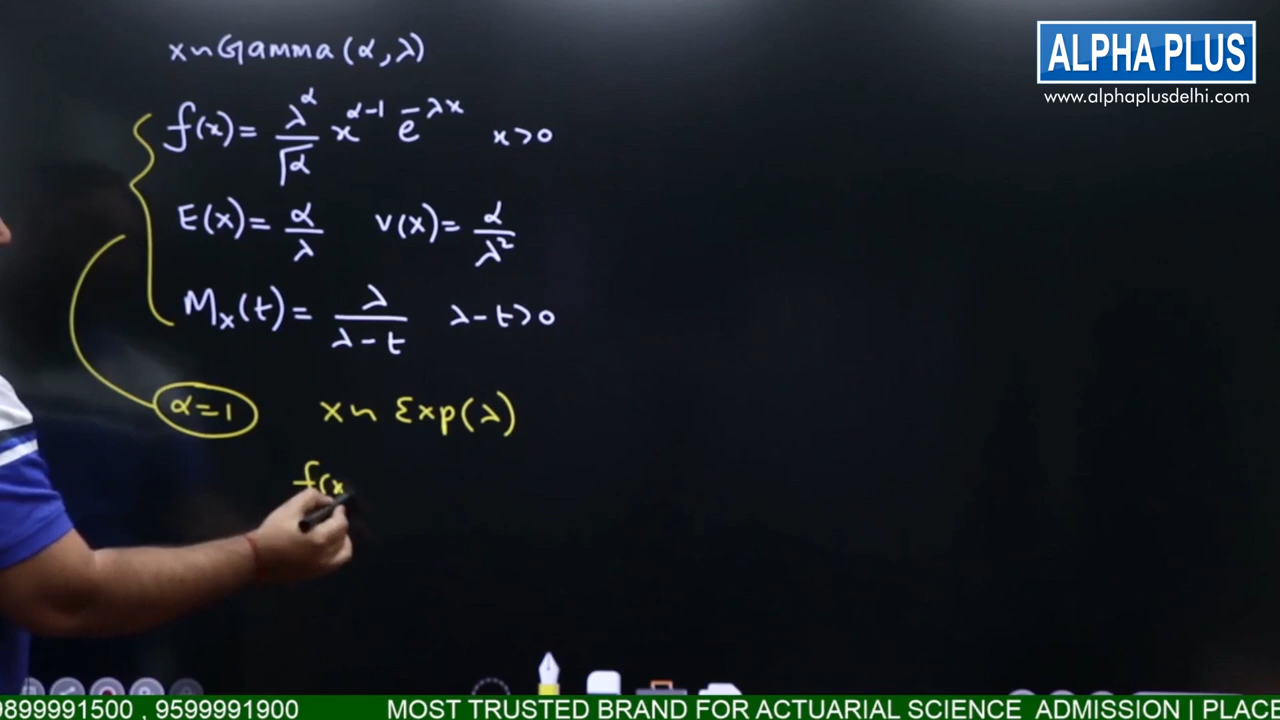 x~Gamma(α,λ)
f(x)= λ^α/Γα x^(α-1) e^(-λx) x>0
E(x)= α/λ V(x)= α/λ²
Mx(t)= λ/(λ-t) λ-t>0
α=1 x~ Exp(λ)
f(x
ALPHA PLUS
www.alphaplusdelhi.com
9899991500 , 9599991900 MOST TRUSTED BRAND FOR ACTUARIAL SCIENCE ADMISSION | PLACE